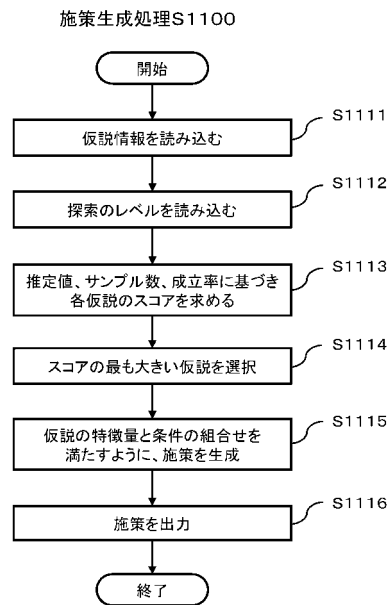 施策生成処理S1100
開始
仮説情報を読み込む
S1111
探索のレベルを読み込む
S1112
推定値、サンプル数、成立率に基づき
各仮説のスコアを求める
S1113
スコアの最も大きい仮説を選択
S1114
仮説の特徴量と条件の組合せを
満たすように、施策を生成
S1115
施策を出力
S1116
終了